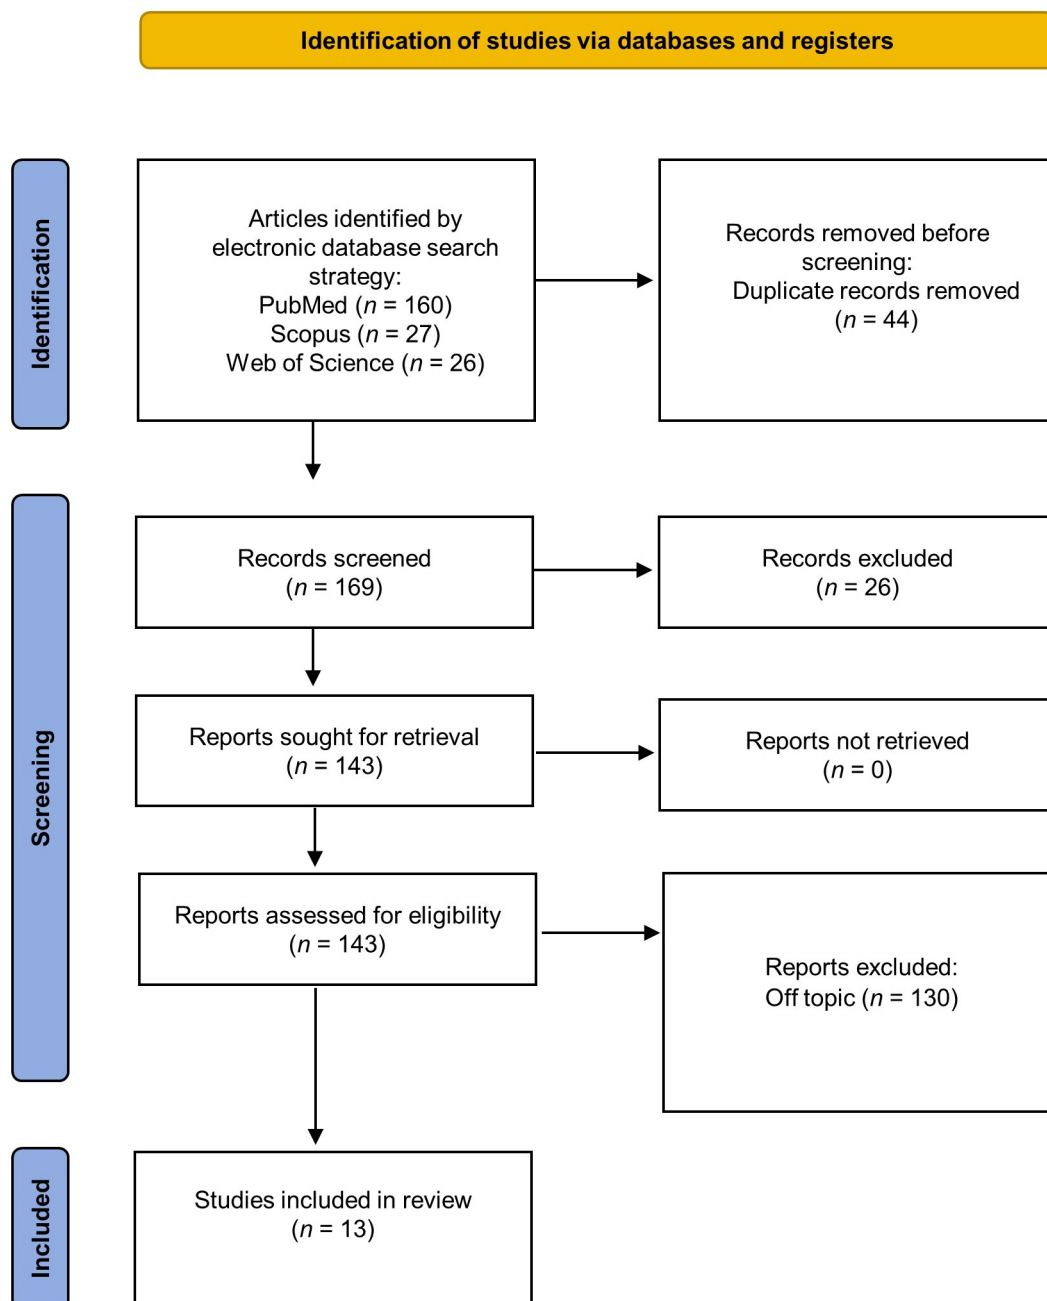 Identification of studies via databases and registers
Identification
Articles identified by
electronic database search
strategy:
PubMed (n = 160)
Scopus (n = 27)
Web of Science (n = 26)
Records removed before
screening:
Duplicate records removed
(n = 44)
Screening
Records screened
(n = 169)
Records excluded
(n = 26)
Reports sought for retrieval
(n = 143)
Reports not retrieved
(n = 0)
Reports assessed for eligibility
(n = 143)
Reports excluded:
Off topic (n = 130)
Included
Studies included in review
(n = 13)